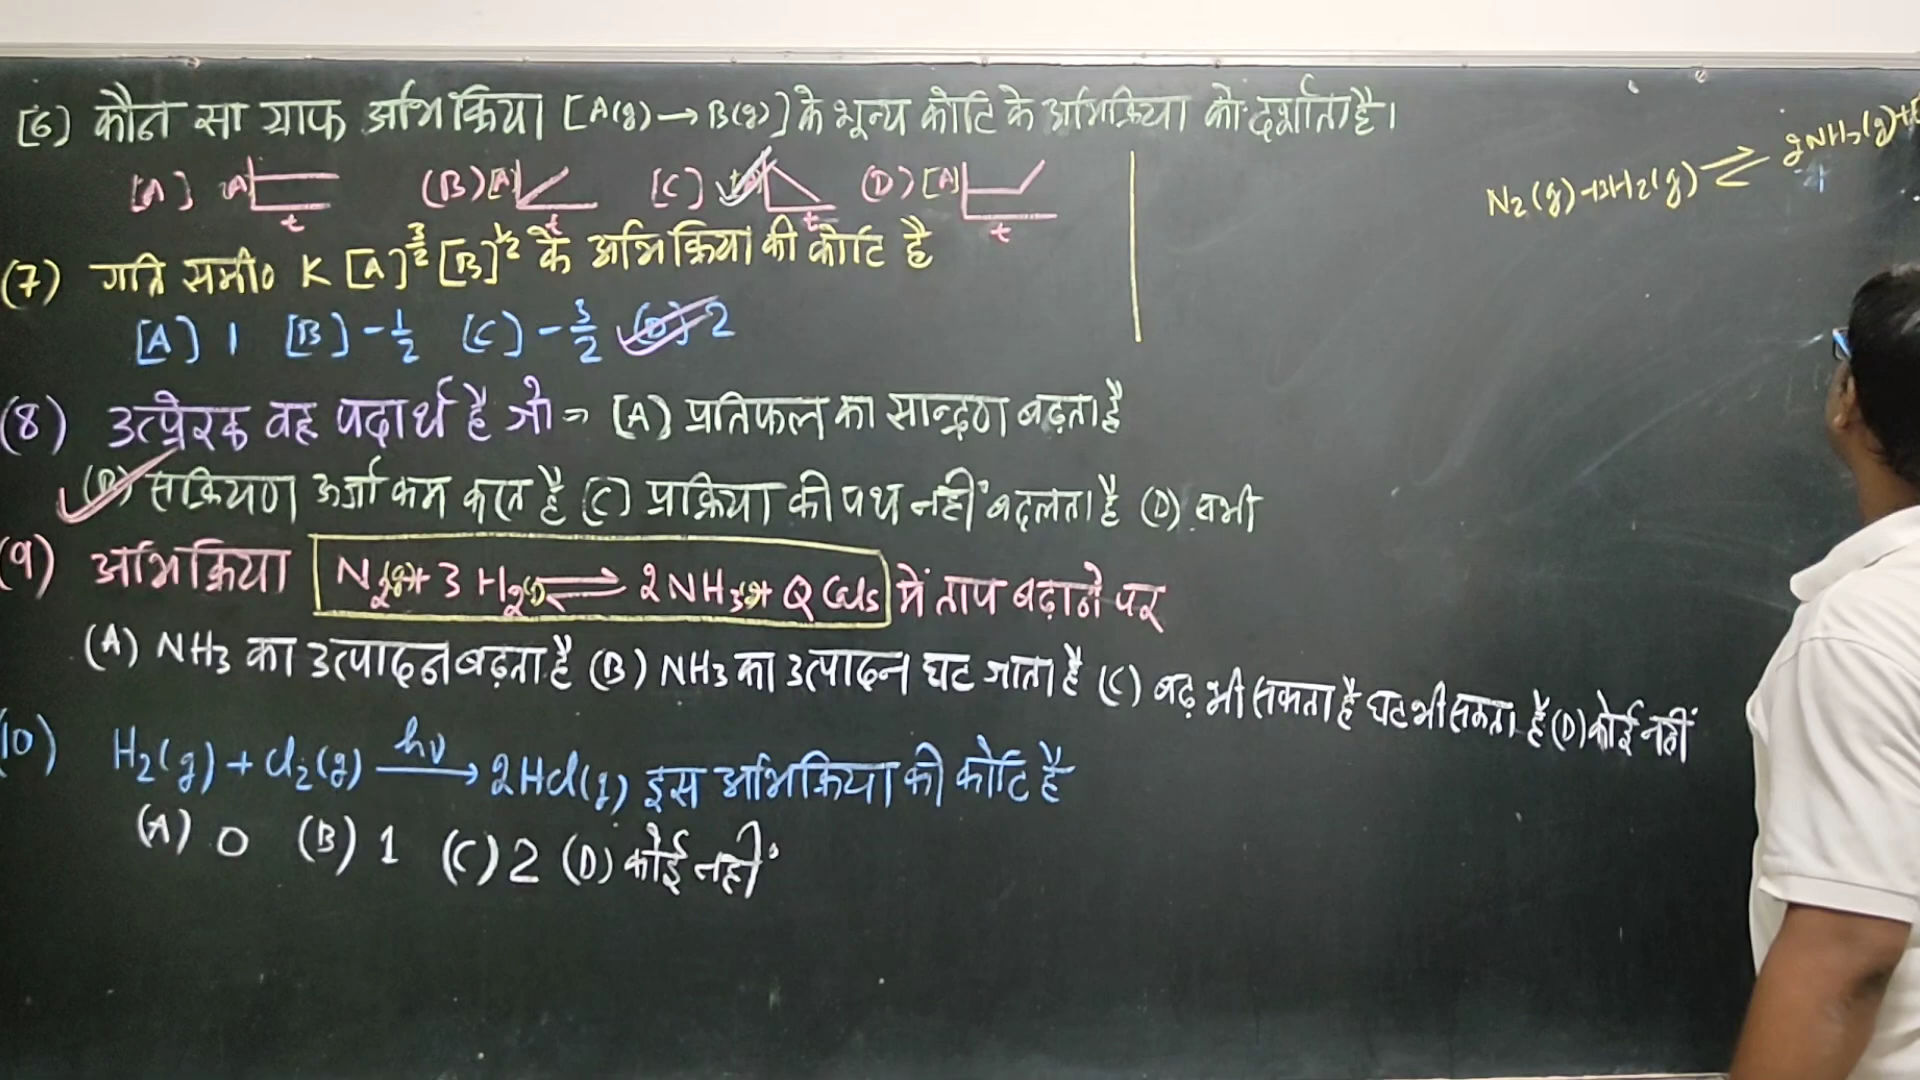 [6] कौन सा ग्राफ अभिक्रिया [A(g) → B(g)] के शून्य कोटि के अभिक्रिया को दर्शाता है।
[A] [A] t (B) [A] t [C] t (D) [A] t
(7) गति समी० K [A]^3/2 [B]^1/2 के अभिक्रिया की कोटि है
[A] 1 [B] -1/2 [C] -3/2 [D] 2
(8) उत्प्रेरक वह पदार्थ है जो = [A] प्रतिफल का सान्द्रण बढ़ता है
(B) सक्रियण ऊर्जा कम करता है (C) प्रक्रिया की पथ नहीं बदलता है (D) सभी
(9) अभिक्रिया N2(g) + 3H2(g) ⇌ 2NH3(g) + Q Cals में ताप बढ़ाने पर
(A) NH3 का उत्पादन बढ़ता है (B) NH3 का उत्पादन घट जाता है (C) बढ़ भी सकता है घट भी सकता है (D) कोई नहीं
(10) H2(g) + Cl2(g) hν → 2HCl(g) इस अभिक्रिया की कोटि है
(A) 0 (B) 1 (C) 2 (D) कोई नहीं
N2(g) + 3H2(g) ⇌ 2NH3(g) +